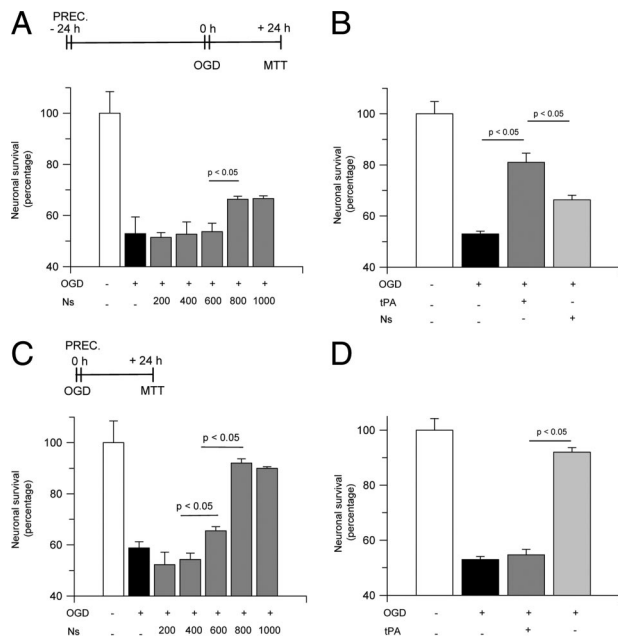 A
PREC.
- 24 h 0 h + 24 h
OGD MTT
Neuronal survival
(percentage)
100
80
60
40
p < 0.05
OGD - + + + + + +
Ns - - 200 400 600 800 1000
B
Neuronal survival
(percentage)
100
80
60
40
p < 0.05
p < 0.05
OGD - + + +
tPA - - + -
Ns - - - +
C
PREC.
0 h + 24 h
OGD MTT
Neuronal survival
(percentage)
100
80
60
40
p < 0.05
p < 0.05
OGD - + + + + + +
Ns - - 200 400 600 800 1000
D
Neuronal survival
(percentage)
100
80
60
40
p < 0.05
OGD - + + +
tPA - - + -